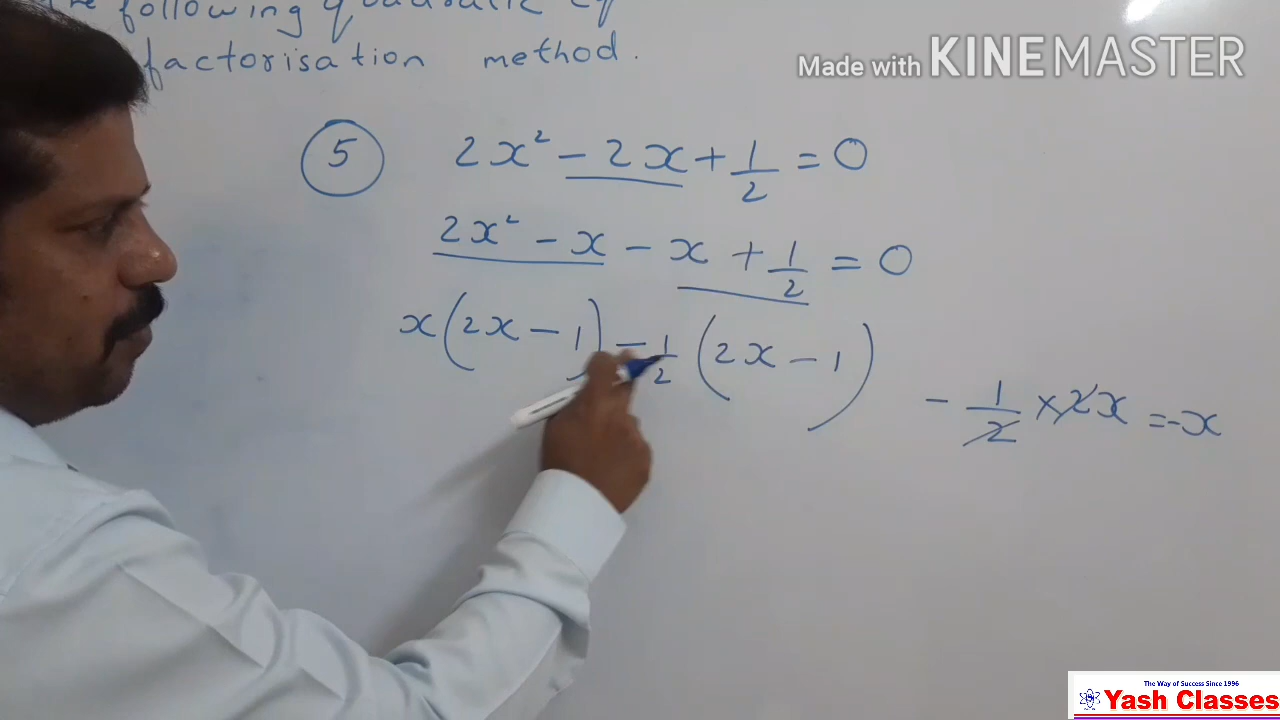 following quadratic eq
factorisation method.
Made with KINEMASTER
5 2x² - 2x + 1/2 = 0
2x² - x - x + 1/2 = 0
x(2x - 1) - 1/2 (2x - 1)
- 1/2 × 2x = -x
The Way of Success Since 1996
Yash Classes